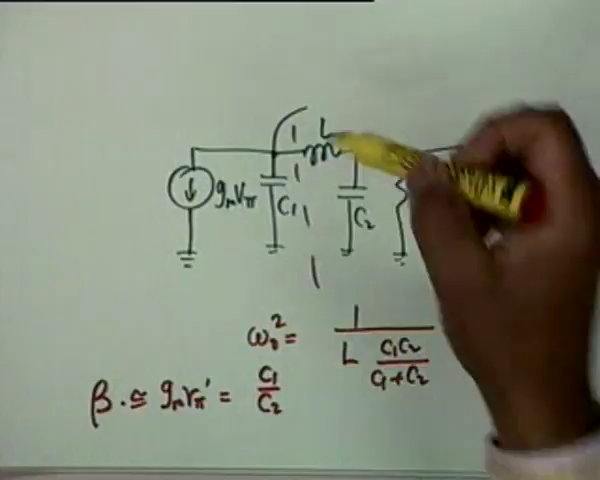 L
gmVπ C1 C2
ω0² = 1 / (L C1C2 / (C1+C2))
β ≅ gmrπ' = C1 / C2